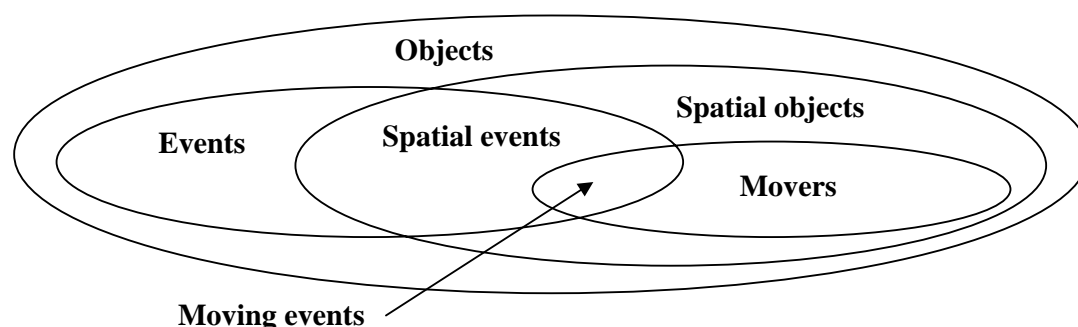 Objects
Spatial objects
Events
Spatial events
Movers
Moving events